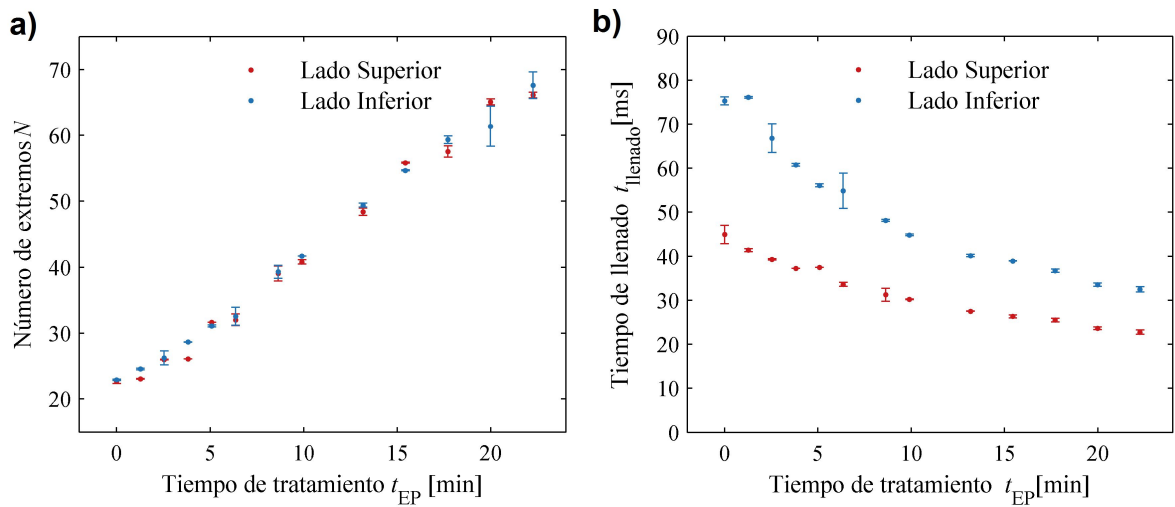 a)
70
60
50
40
30
20
Número de extremos N
Lado Superior
Lado Inferior
0 5 10 15 20
Tiempo de tratamiento tEP [min]
b)
90
80
70
60
50
40
30
20
10
0
Tiempo de llenado tllenado[ms]
Lado Superior
Lado Inferior
0 5 10 15 20
Tiempo de tratamiento tEP[min]